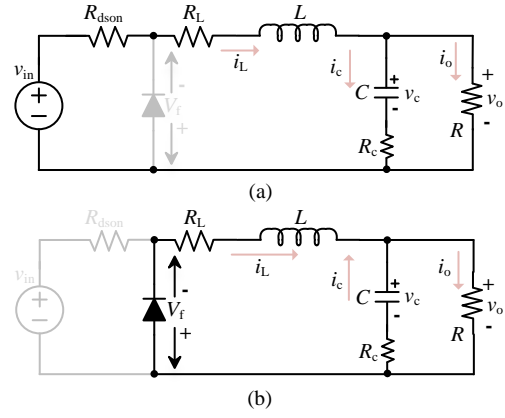 R_dson R_L L
v_in i_L i_c i_o
+ - - + + -
V_f C v_c R v_o
+ - R_c -
(a)
R_dson R_L L
v_in i_L i_c i_o
+ - - + + -
V_f C v_c R v_o
+ - R_c -
(b)